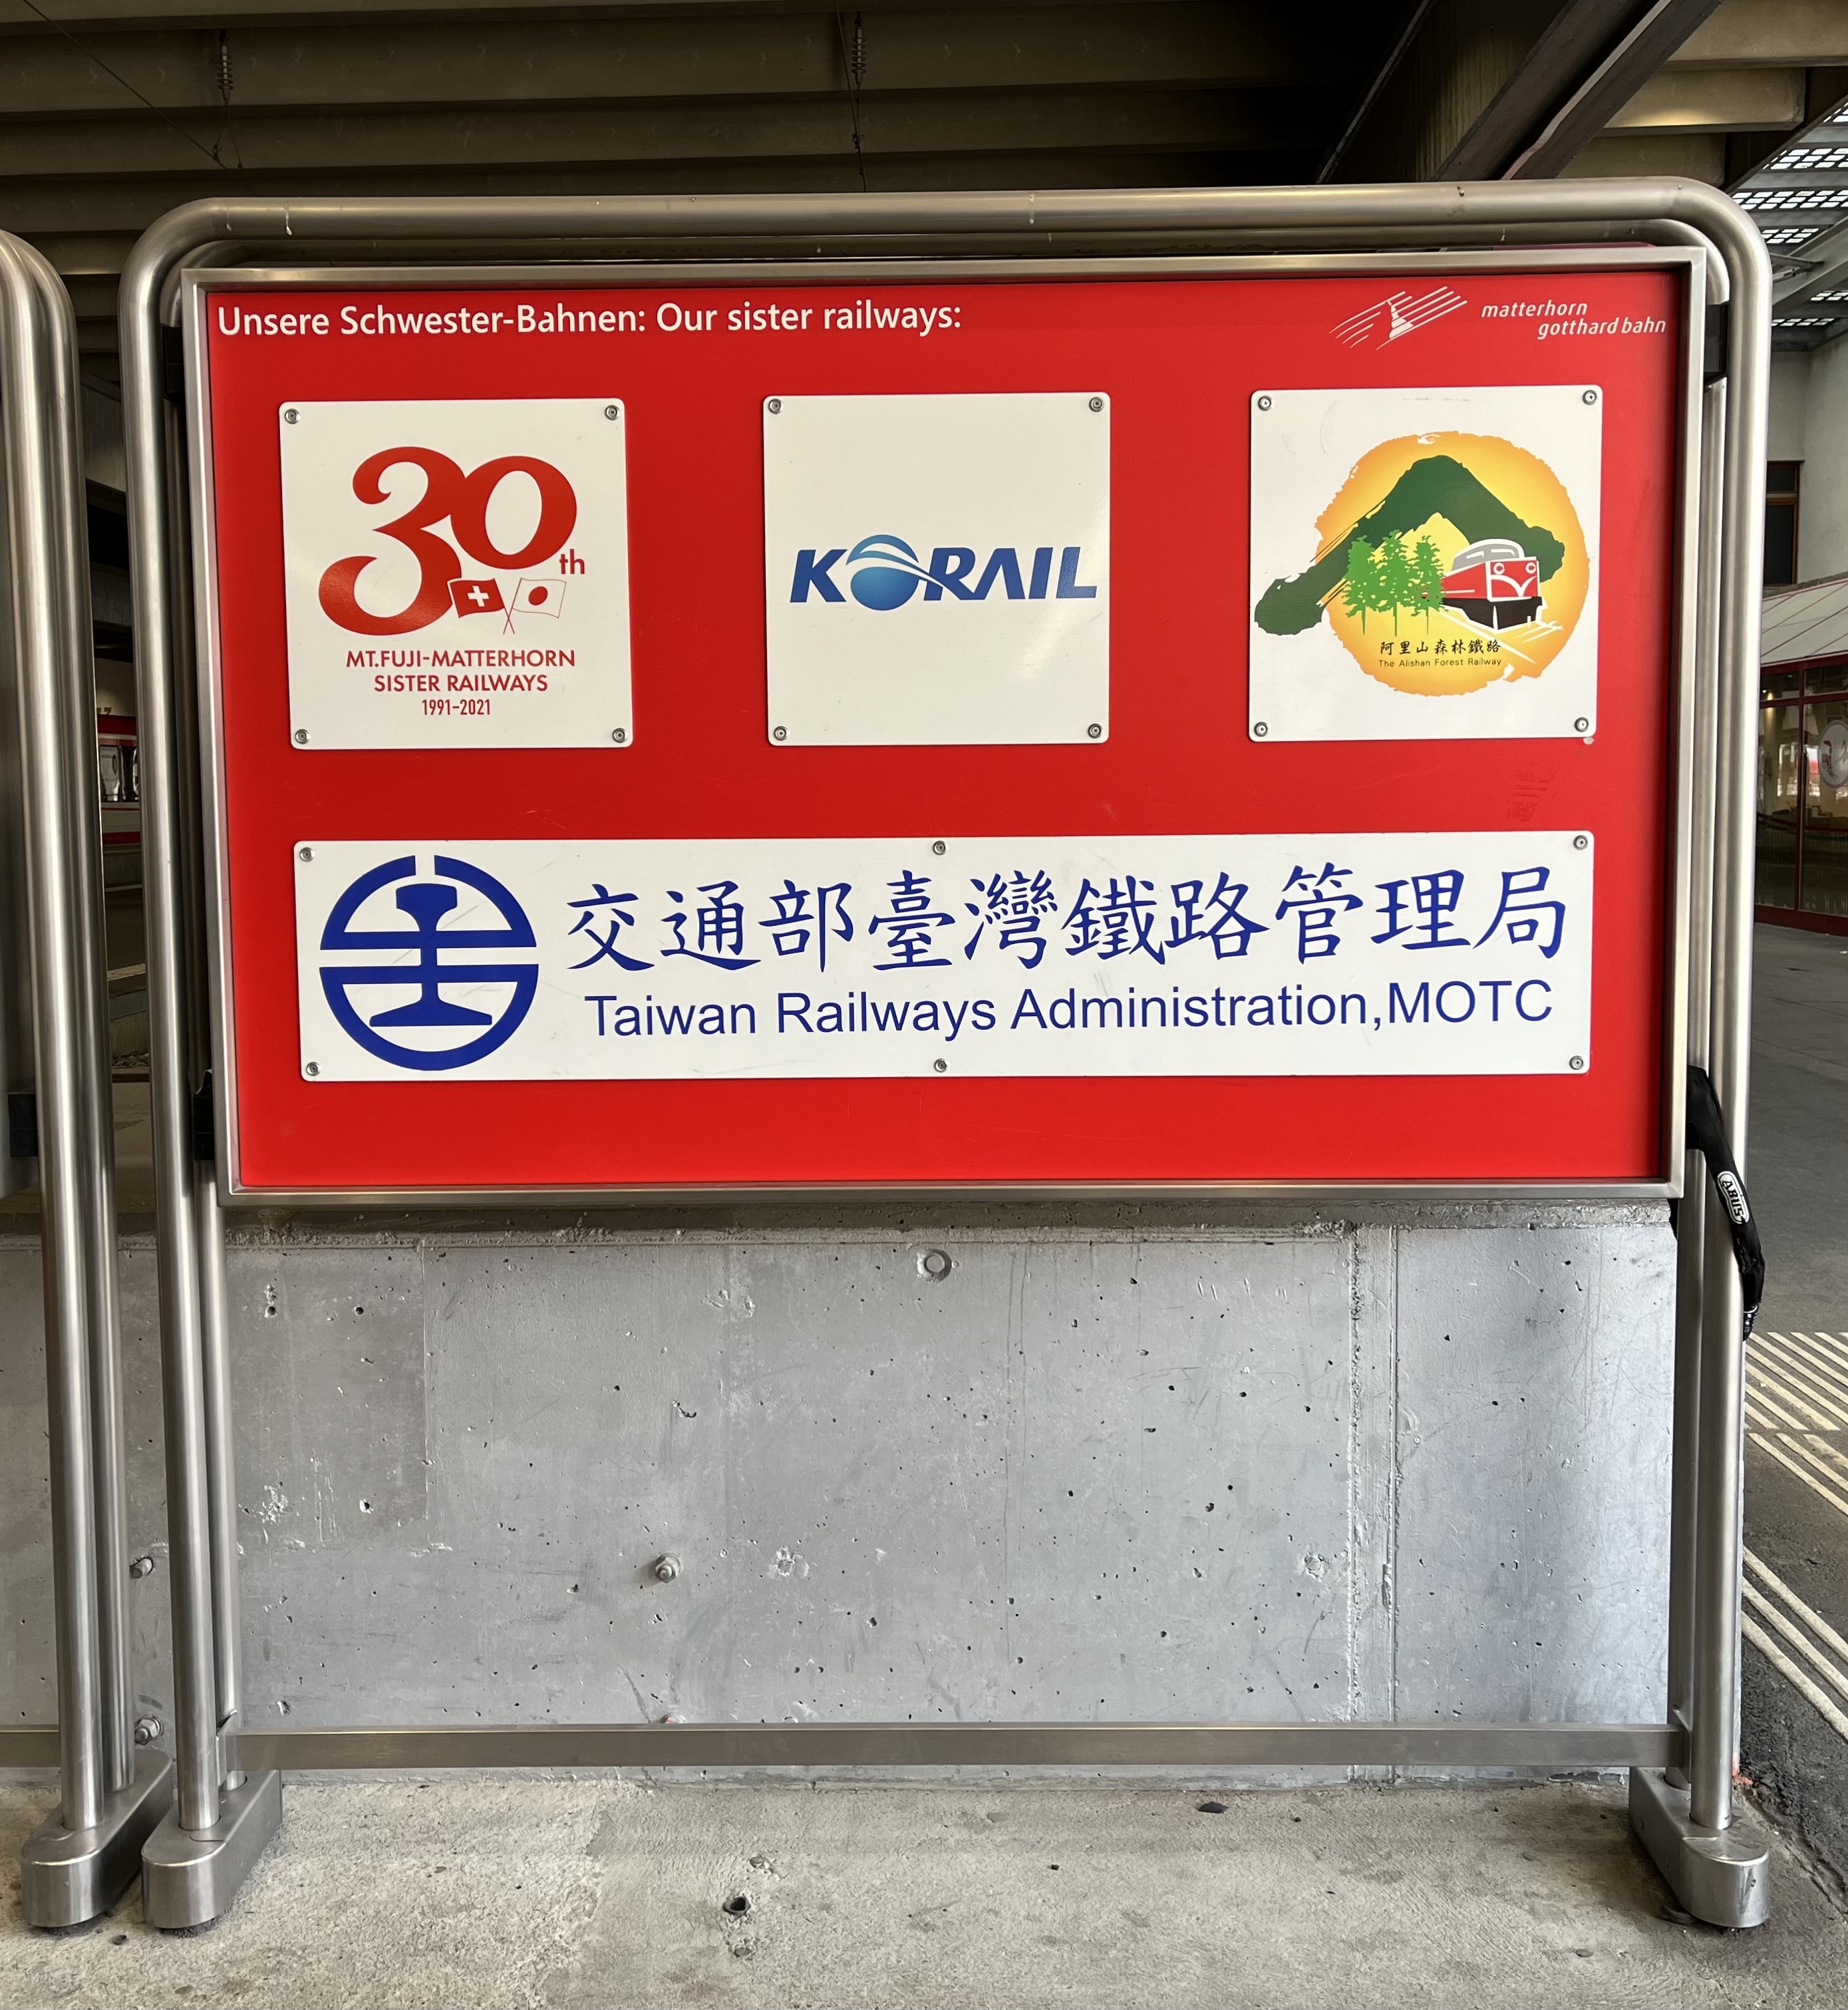 Unsere Schwester-Bahnen: Our sister railways:
matterhorn
gotthard bahn
30th
MT.FUJI-MATTERHORN
SISTER RAILWAYS
1991-2021
KORAIL
阿里山森林鐵路
The Alishan Forest Railway
交通部臺灣鐵路管理局
Taiwan Railways Administration,MOTC
ABUS